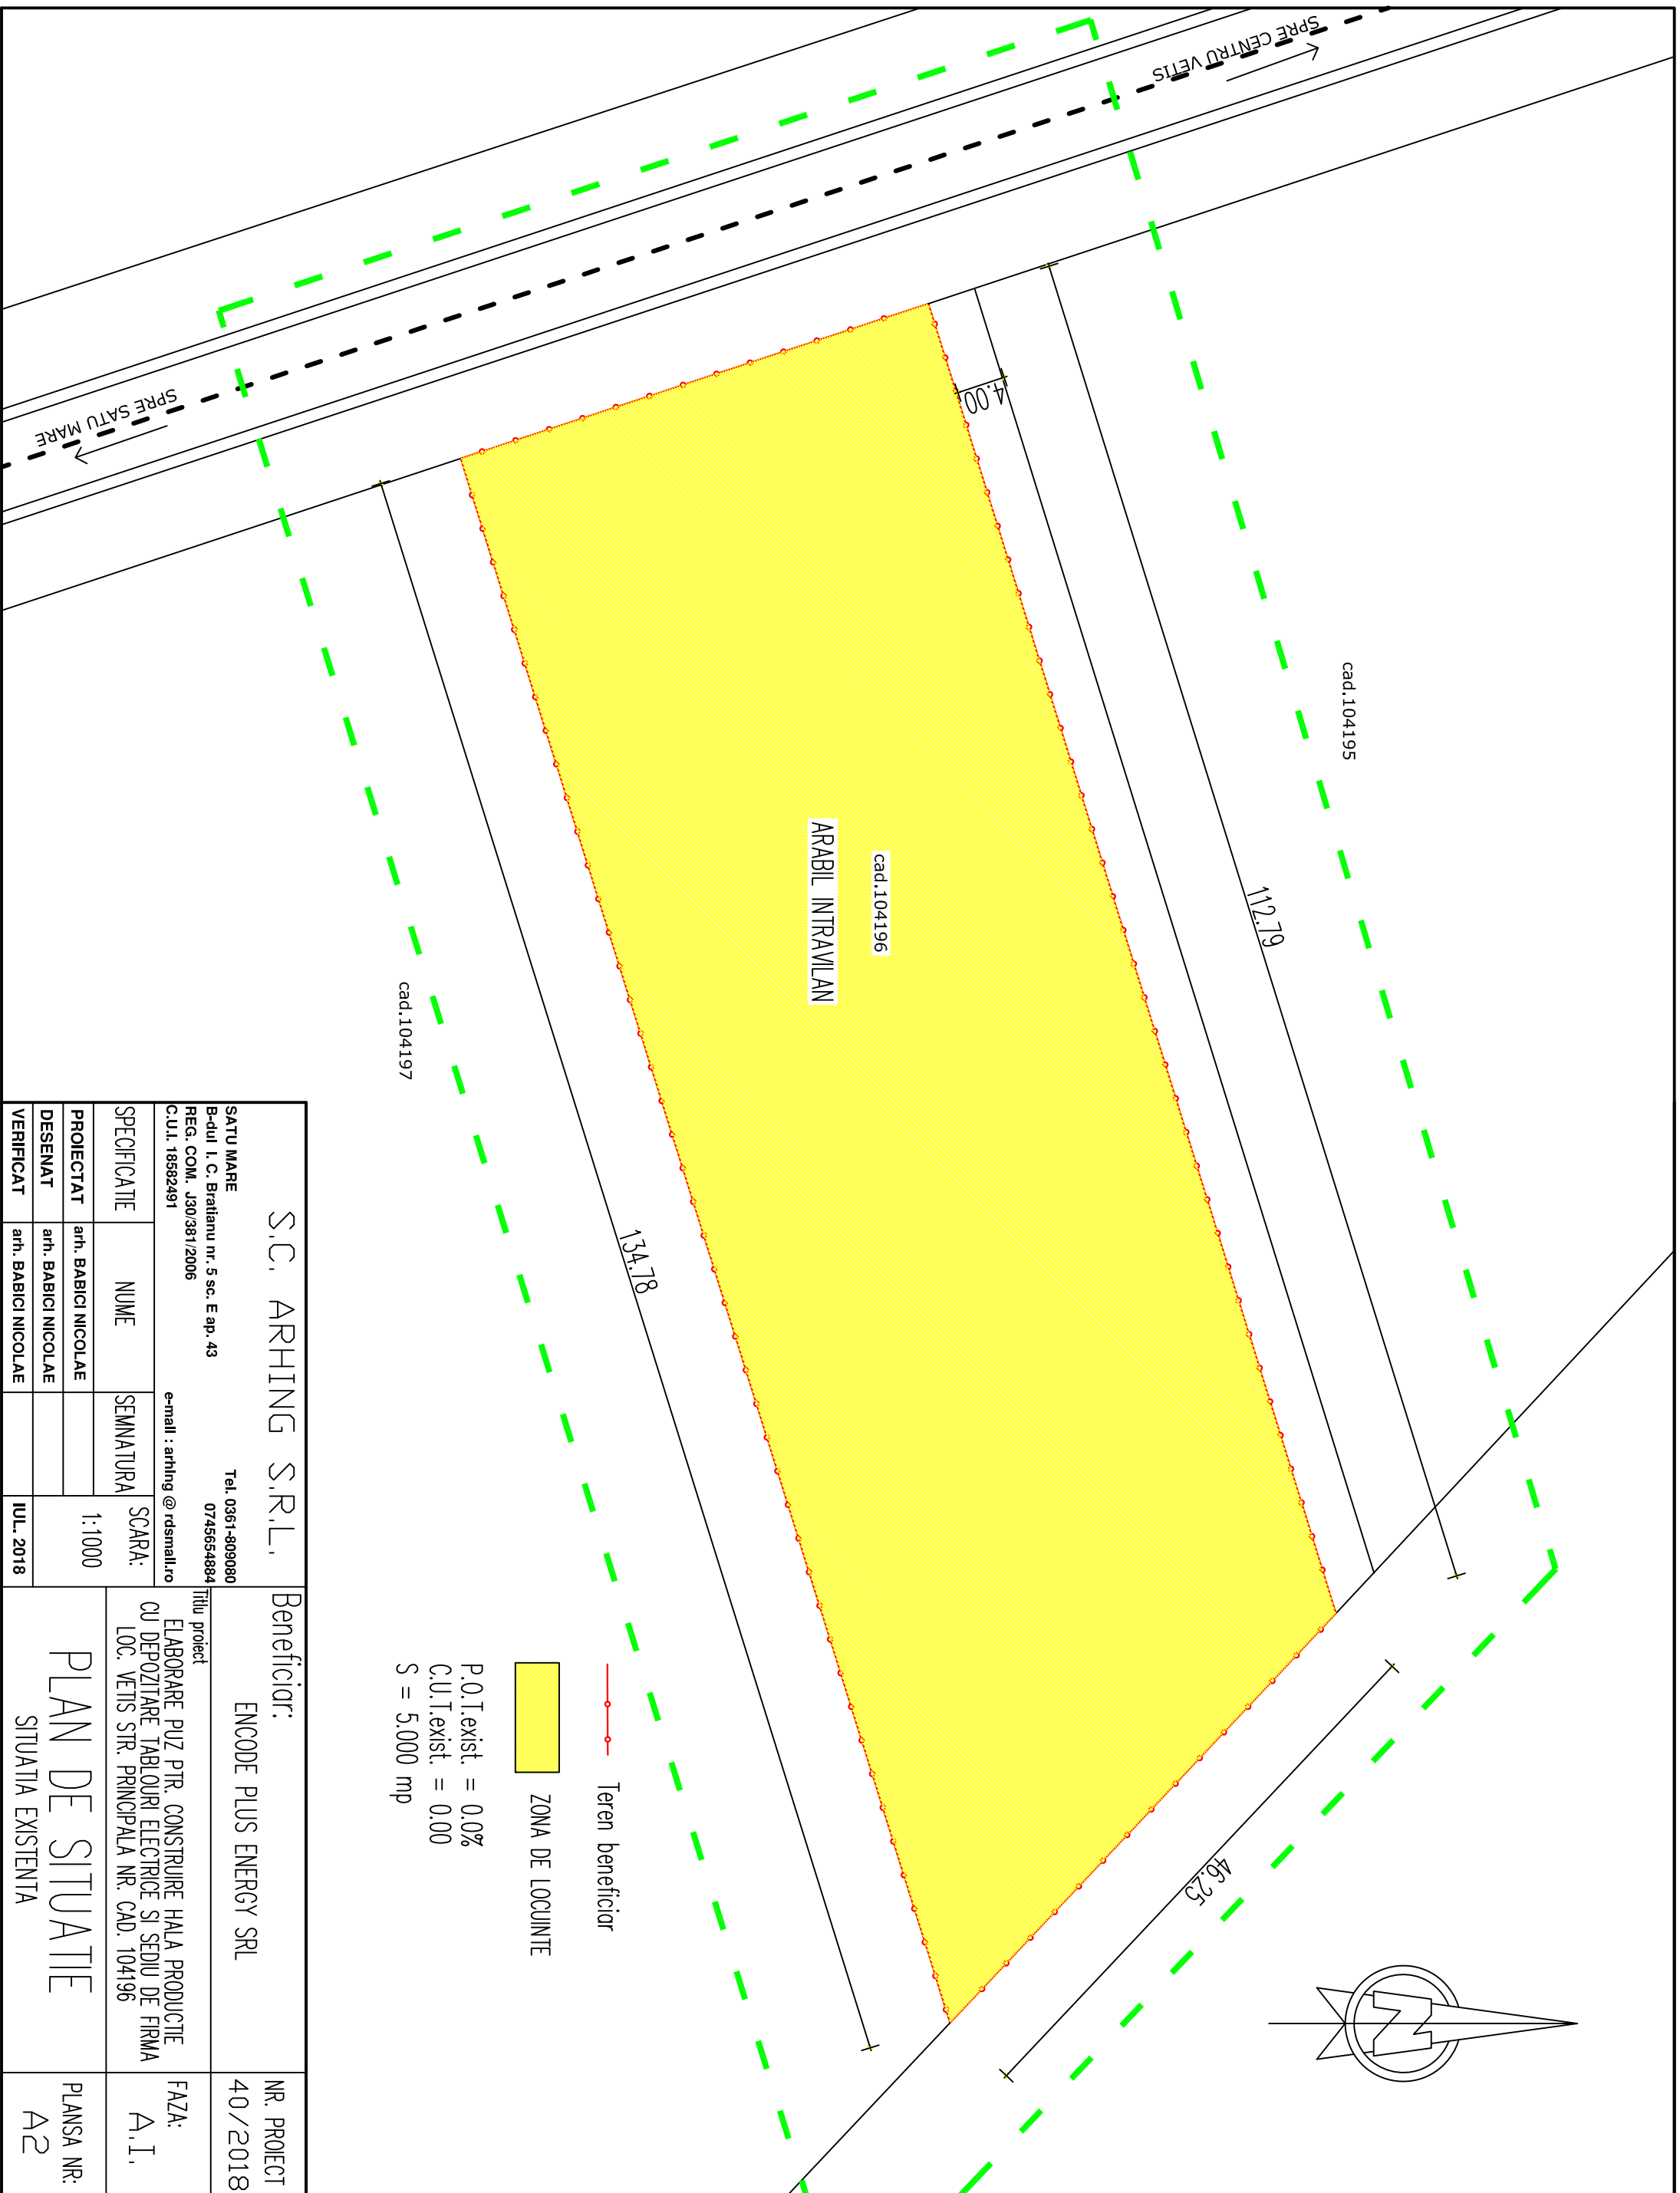 SPRE CENTRU VETIS
SPRE SATU MARE
cad.104195
112.79
4.00
cad.104196
ARABIL INTRAVILAN
134.78
cad.104197
46.25
N
Teren beneficiar
ZONA DE LOCUINTE
P.O.T.exist. = 0.0%
C.U.T.exist. = 0.00
S = 5.000 mp
S.C. ARHING S.R.L.
SATU MARE
Tel. 0361-809080
B-dul I. C. Bratianu nr. 5 sc. E ap. 43
0745654884
REG. COM. J30/381/2006
C.U.I. 18582491
e-mail : arhing @ rdsmail.ro
SPECIFICATIE
NUME
SEMNATURA
SCARA:
1:1000
PROIECTAT
arh. BABICI NICOLAE
DESENAT
arh. BABICI NICOLAE
VERIFICAT
arh. BABICI NICOLAE
IUL. 2018
Beneficiar:
ENCODE PLUS ENERGY SRL
Titlu proiect
ELABORARE PUZ PTR. CONSTRUIRE HALA PRODUCTIE
CU DEPOZITARE TABLOURI ELECTRICE SI SEDIU DE FIRMA
LOC. VETIS STR. PRINCIPALA NR. CAD. 104196
PLAN DE SITUATIE
SITUATIA EXISTENTA
NR. PROIECT
40/2018
FAZA:
A.I.
PLANSA NR:
A2